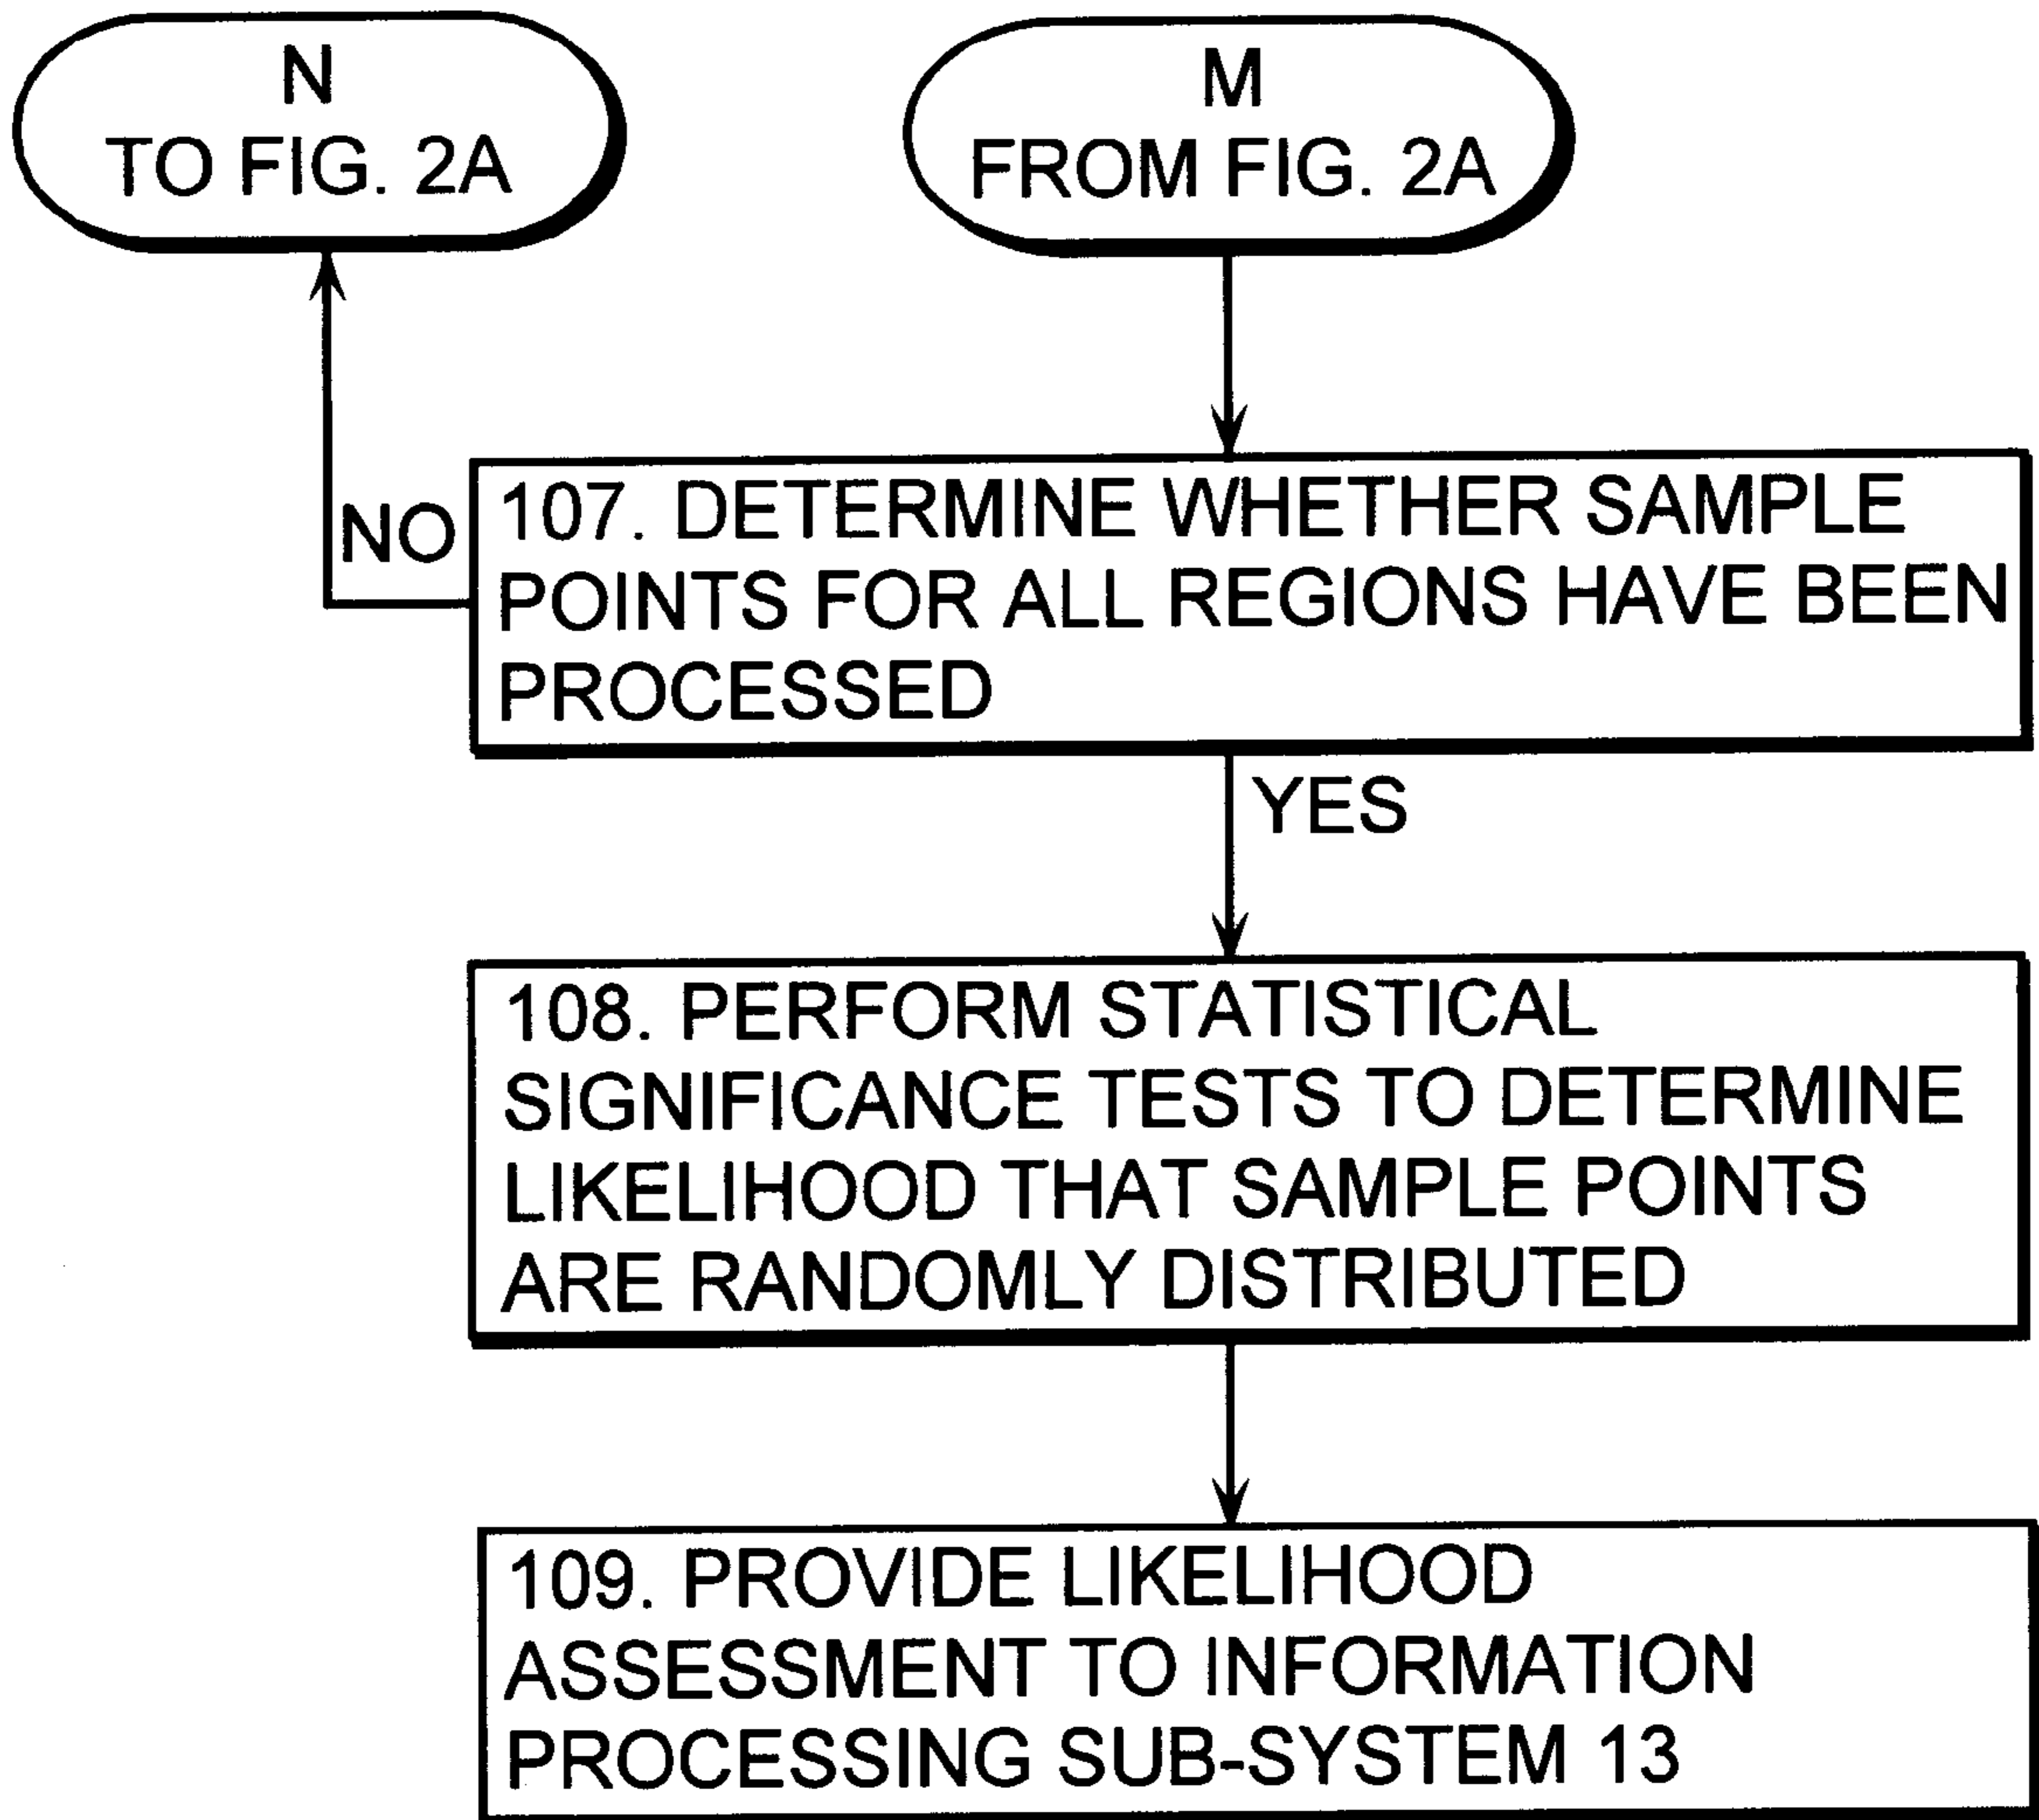 N
TO FIG. 2A
M
FROM FIG. 2A
NO
107. DETERMINE WHETHER SAMPLE
POINTS FOR ALL REGIONS HAVE BEEN
PROCESSED
YES
108. PERFORM STATISTICAL
SIGNIFICANCE TESTS TO DETERMINE
LIKELIHOOD THAT SAMPLE POINTS
ARE RANDOMLY DISTRIBUTED
109. PROVIDE LIKELIHOOD
ASSESSMENT TO INFORMATION
PROCESSING SUB-SYSTEM 13